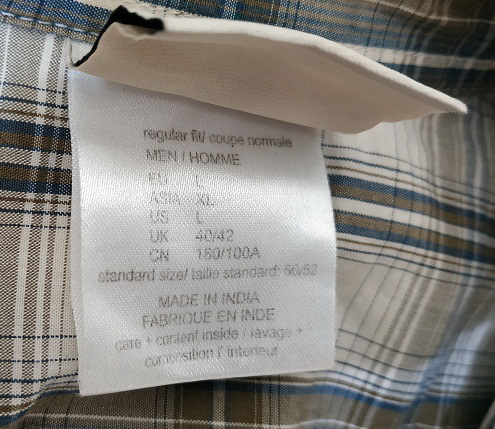 regular fit/ coupe normale
MEN / HOMME
EU L
ASIA XL
US L
UK 40/42
CN 180/100A
standard size/ taille standard: 50/52
MADE IN INDIA
FABRIQUE EN INDE
care + content inside / lavage +
composition l' interieur